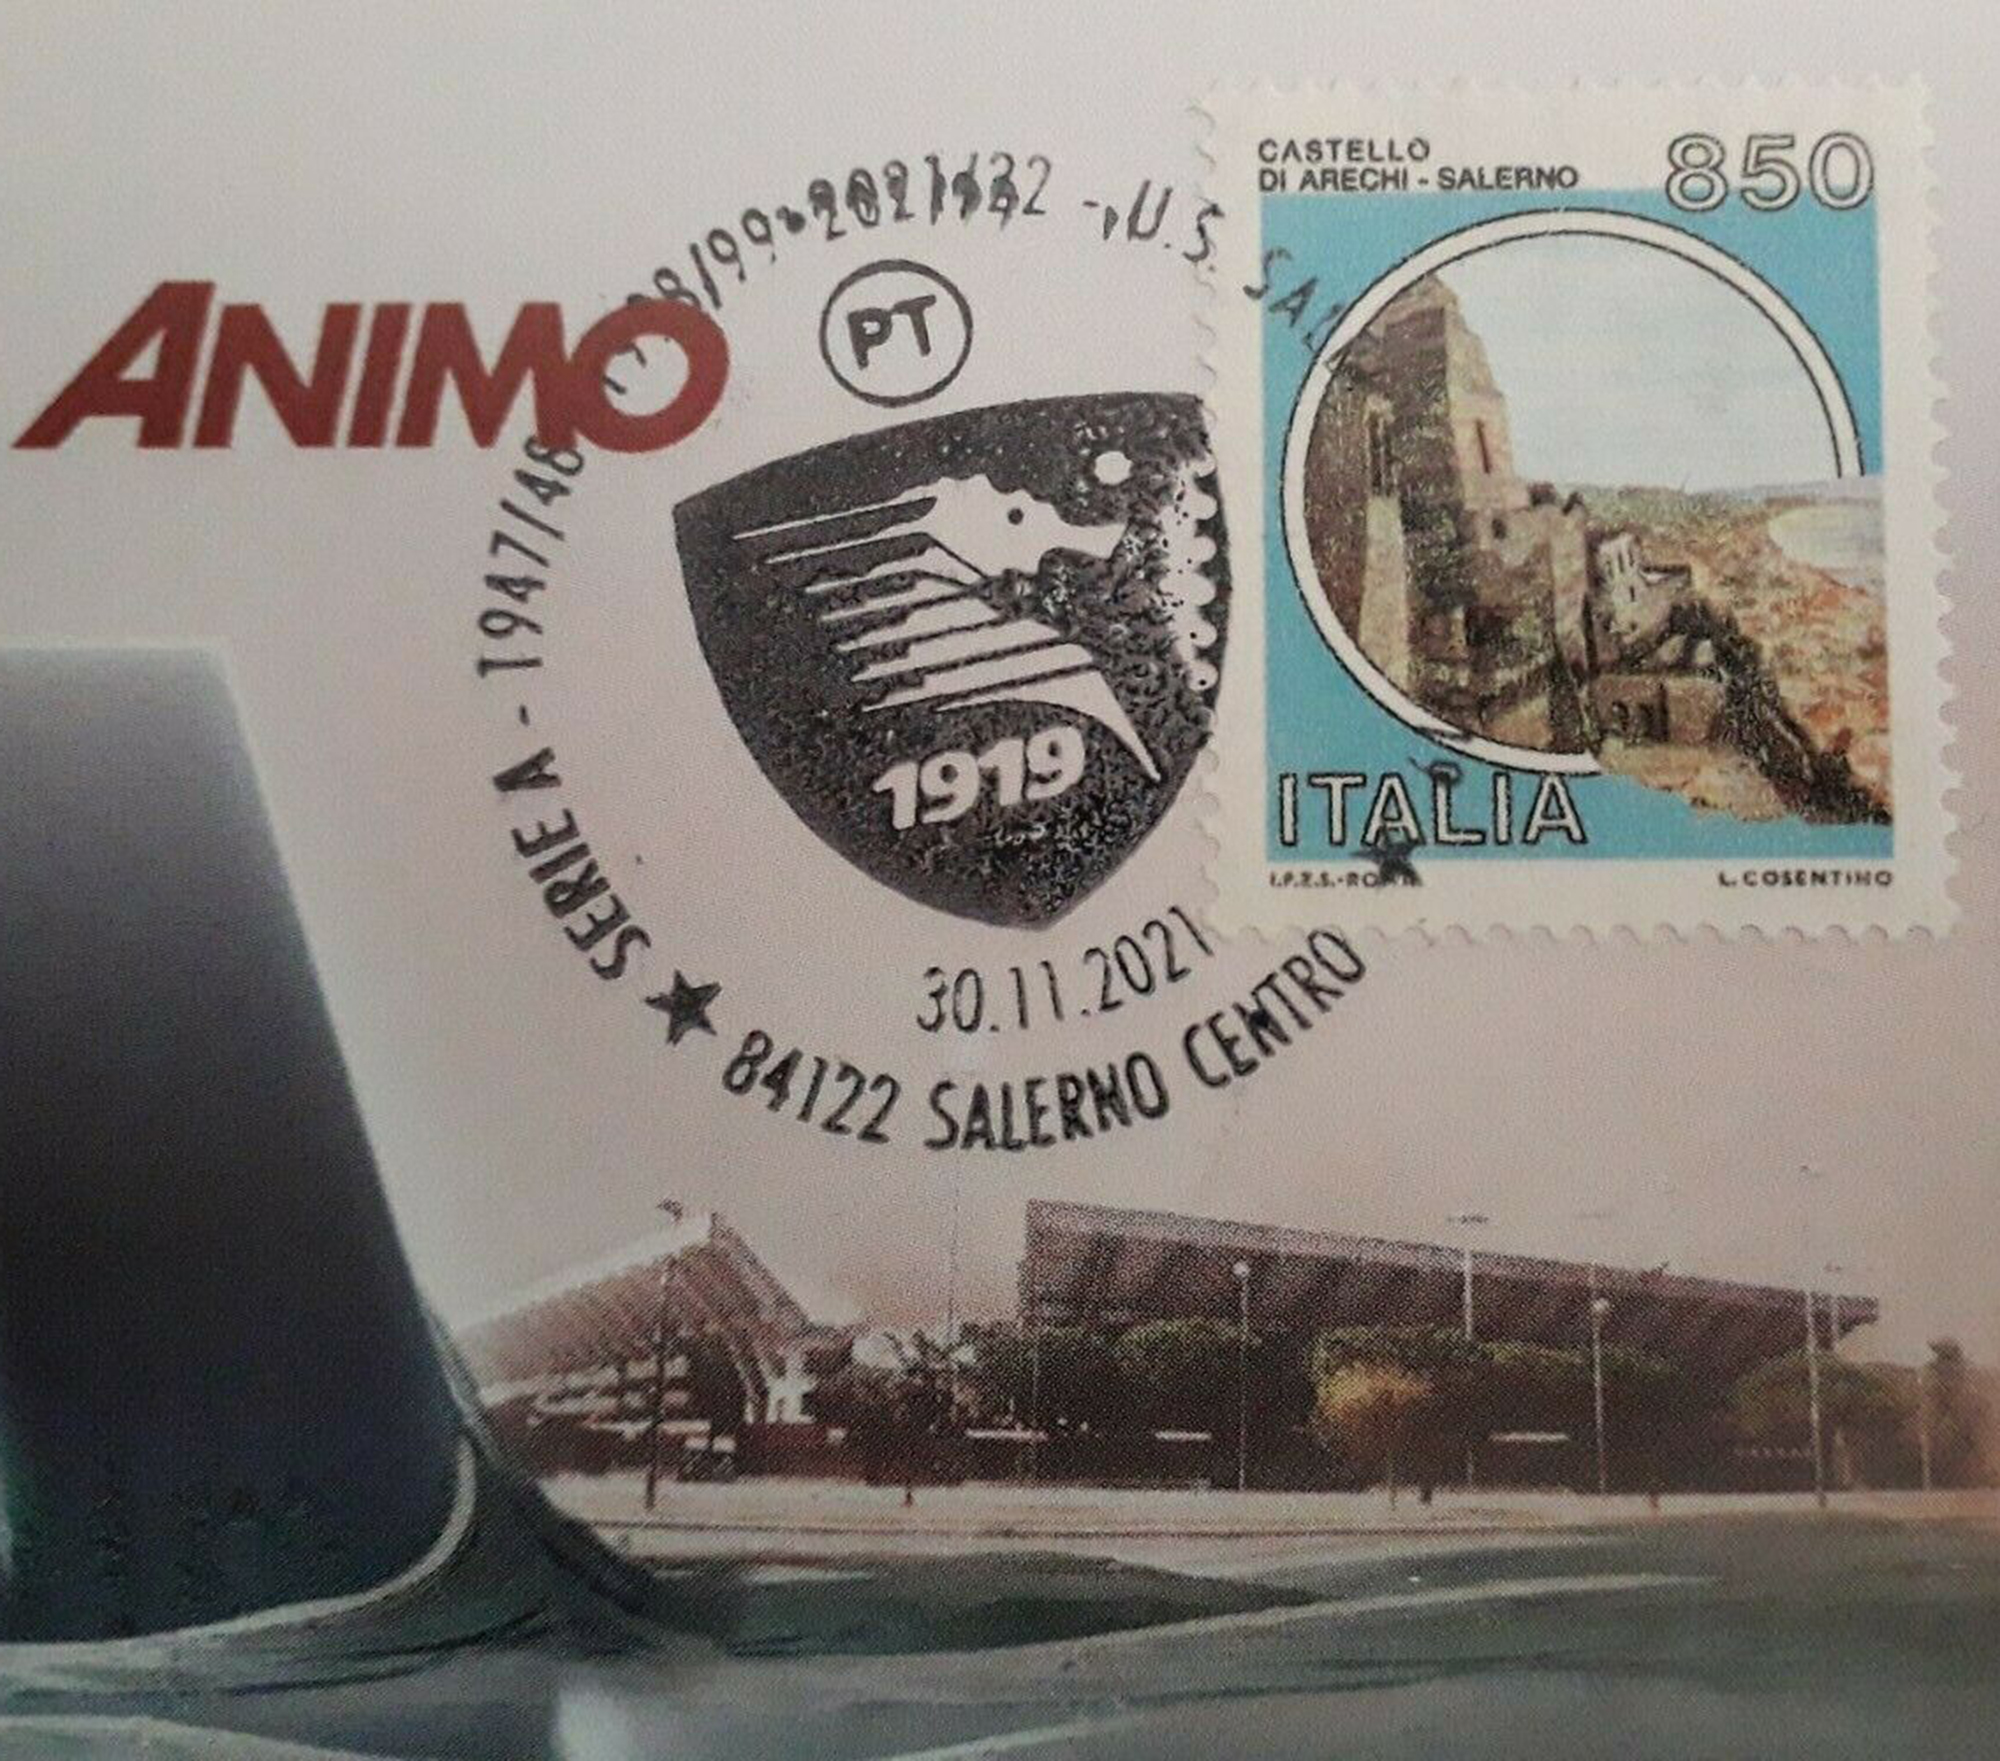 CASTELLO
DI ARECHI - SALERNO
850
ANIMO
SERIE A - 1947/48
PT
1919
ITALIA
L. COSENTINO
30.11.2021
84122 SALERNO CENTRO